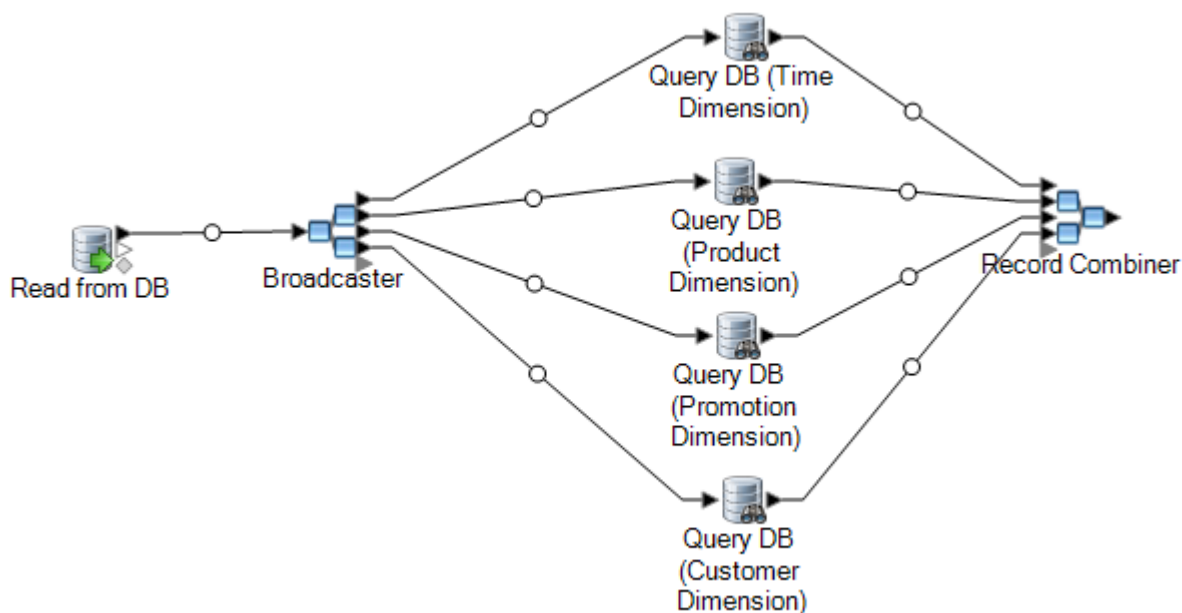 Query DB (Time
Dimension)
Query DB
(Product
Dimension)
Read from DB
Broadcaster
Record Combiner
Query DB
(Promotion
Dimension)
Query DB
(Customer
Dimension)